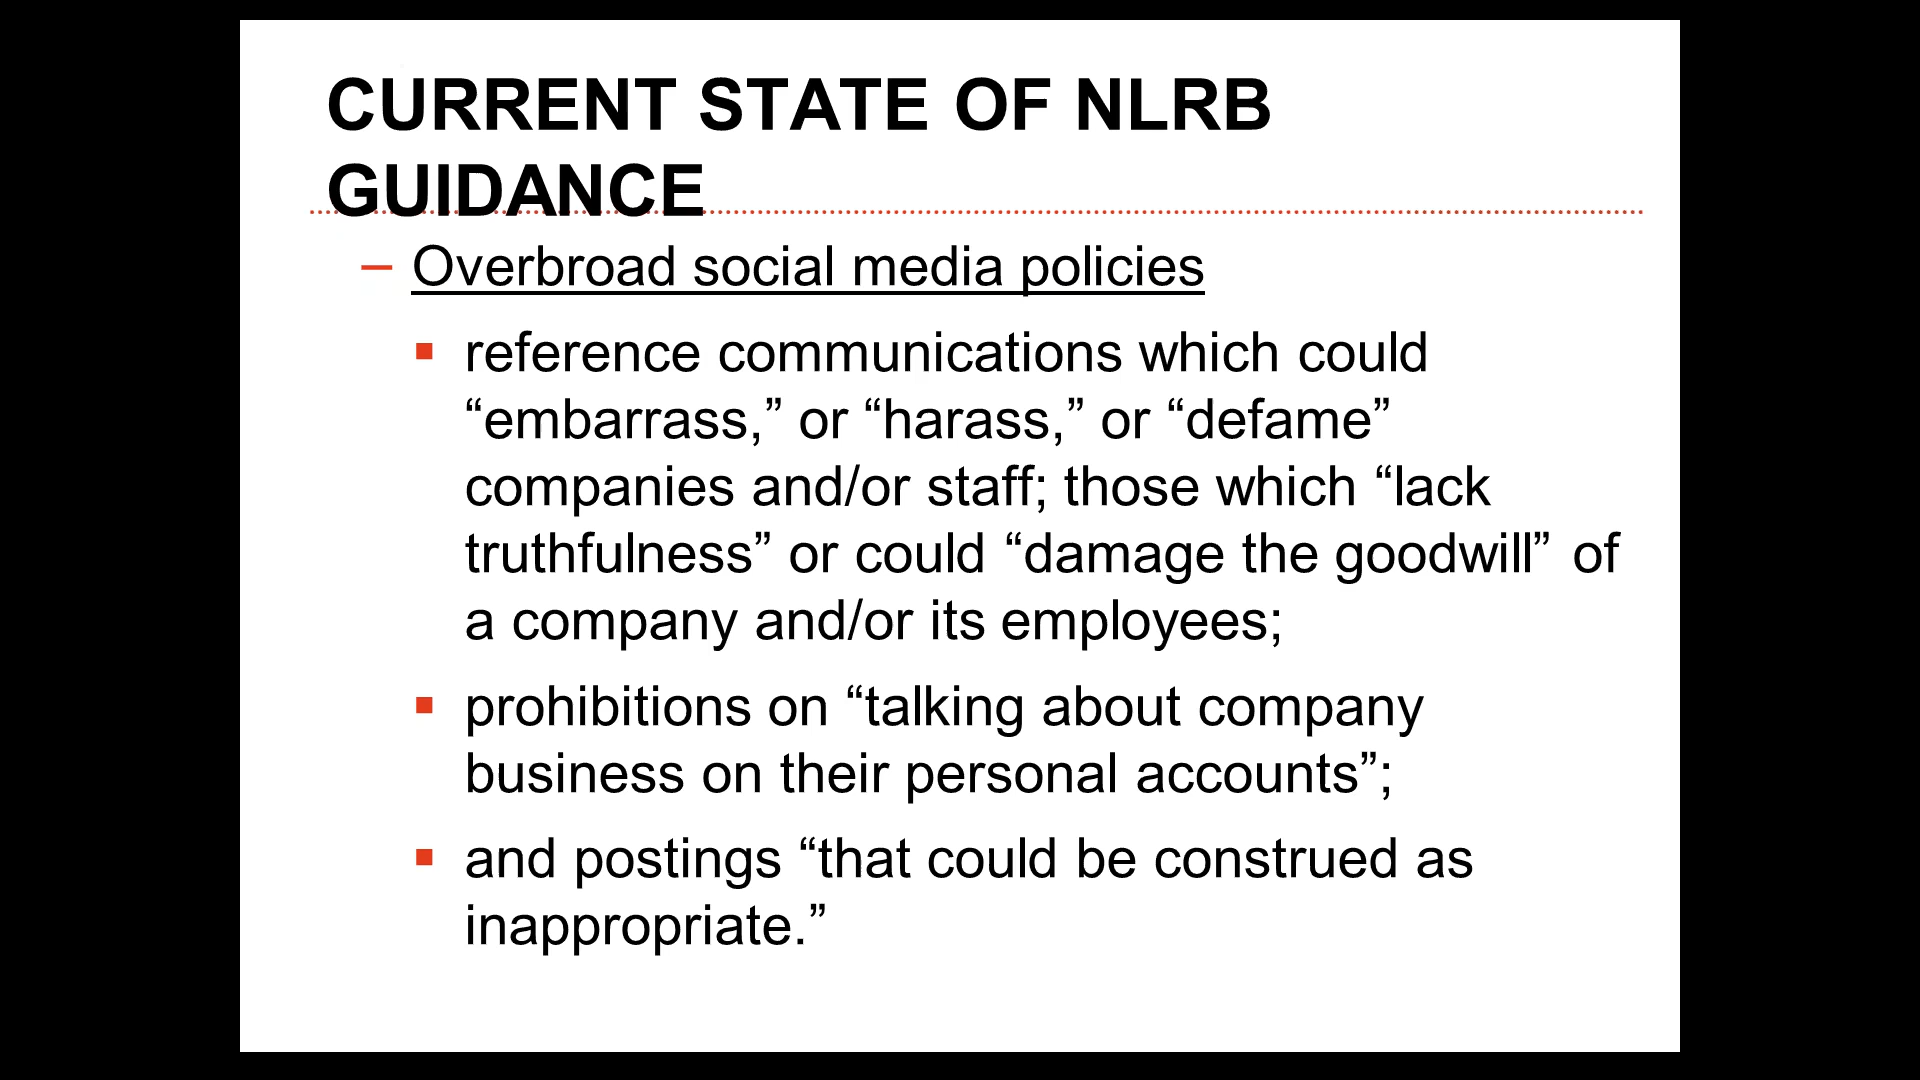 CURRENT STATE OF NLRB
GUIDANCE
– Overbroad social media policies
▪ reference communications which could
“embarrass,” or “harass,” or “defame”
companies and/or staff; those which “lack
truthfulness” or could “damage the goodwill” of
a company and/or its employees;
▪ prohibitions on “talking about company
business on their personal accounts”;
▪ and postings “that could be construed as
inappropriate.”